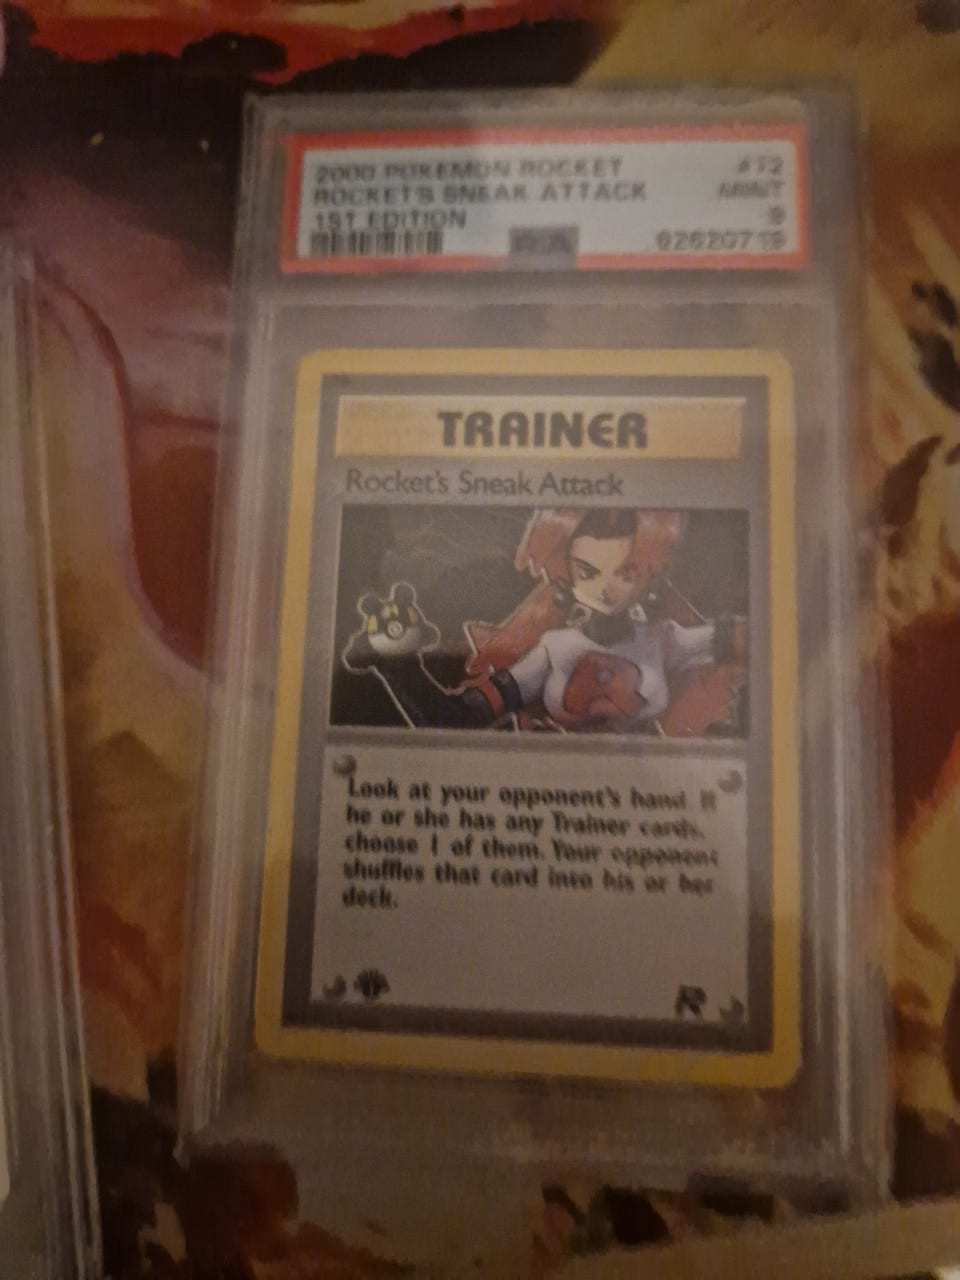 2000 POKEMON ROCKET #72
ROCKET'S SNEAK ATTACK MINT
1ST EDITION 9
PSA 62620719
TRAINER
Rocket's Sneak Attack
Look at your opponent's hand. If
he or she has any Trainer cards,
choose 1 of them. Your opponent
shuffles that card into his or her
deck.